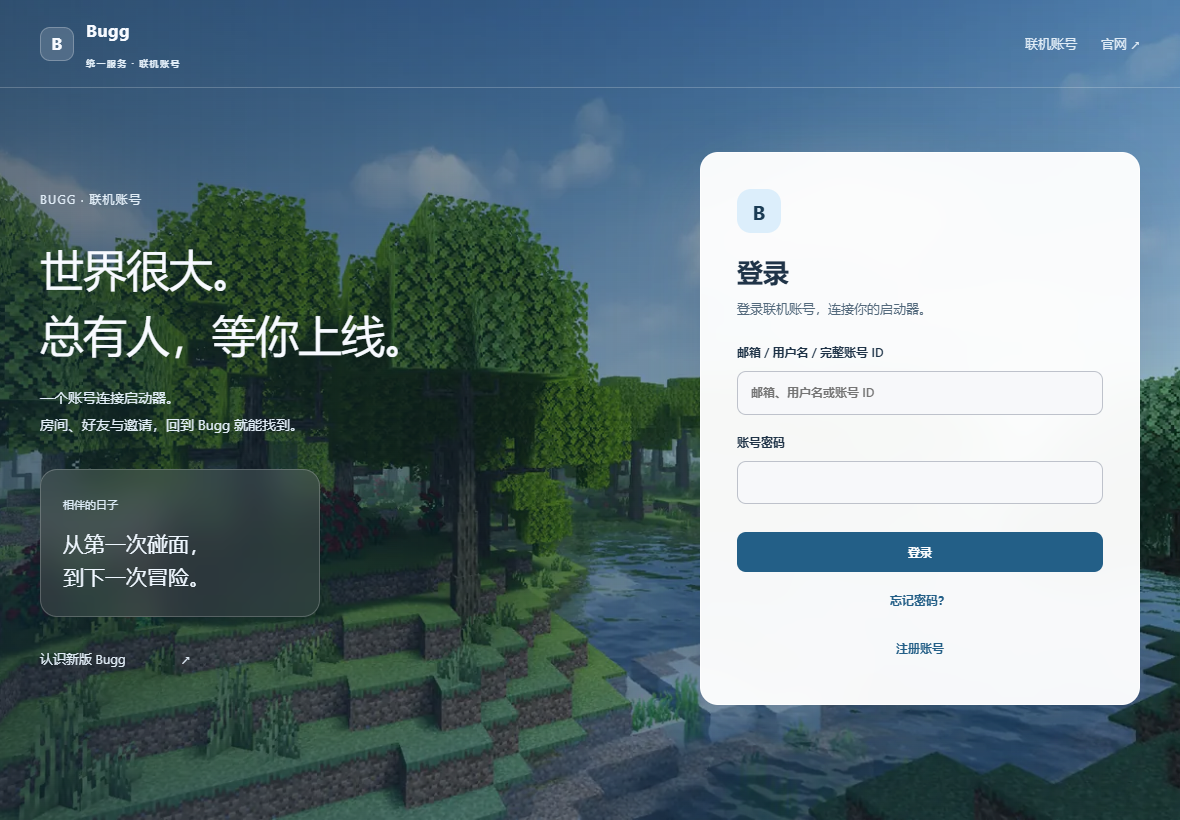 B
Bugg
统一服务 · 联机账号
联机账号
官网 ↗
BUGG · 联机账号
世界很大。
总有人，等你上线。
一个账号连接启动器。
房间、好友与邀请，回到 Bugg 就能找到。
相伴的日子
从第一次碰面，
到下一次冒险。
认识新版 Bugg ↗
B
登录
登录联机账号，连接你的启动器。
邮箱 / 用户名 / 完整账号 ID
邮箱、用户名或账号 ID
账号密码
登录
忘记密码?
注册账号